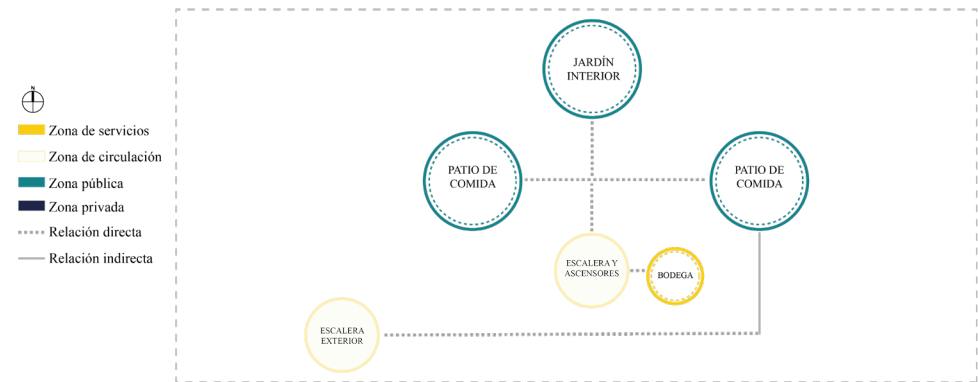 N
Zona de servicios
Zona de circulación
Zona pública
Zona privada
Relación directa
Relación indirecta
JARDÍN
INTERIOR
PATIO DE
COMIDA
PATIO DE
COMIDA
ESCALERA Y
ASCENSORES
BODEGA
ESCALERA
EXTERIOR